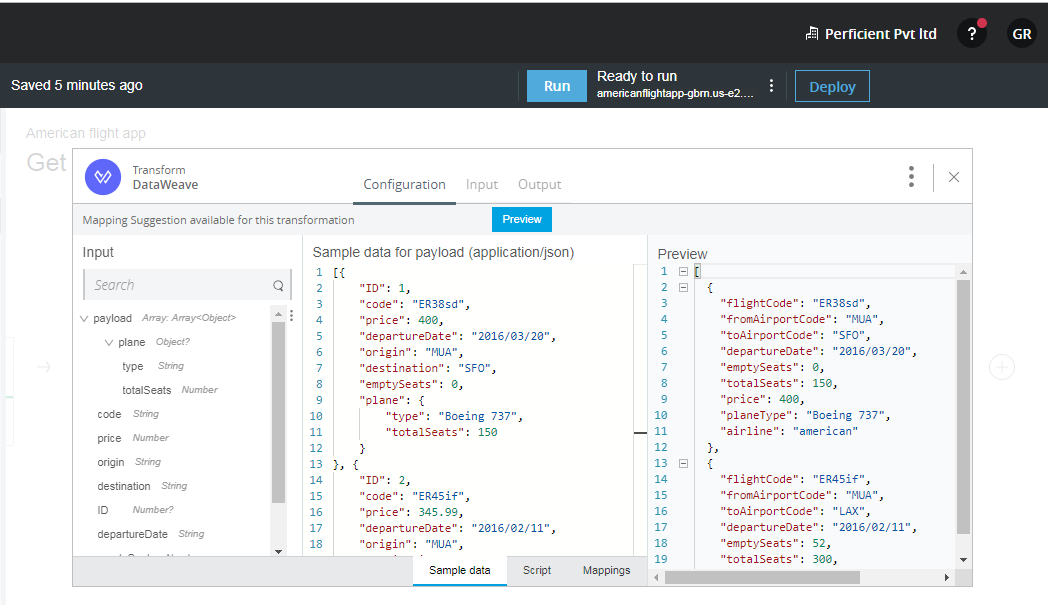 Perficient Pvt ltd
?
GR
Saved 5 minutes ago
Run
Ready to run
americanflightapp-gbrn.us-e2....
Deploy
American flight app
Get
Transform
DataWeave
Configuration
Input
Output
Mapping Suggestion available for this transformation
Preview
Input
Search
payload Array: Array<Object>
plane Object?
type String
totalSeats Number
code String
price Number
origin String
destination String
ID Number?
departureDate String
Sample data for payload (application/json)
1 [{
2 "ID": 1,
3 "code": "ER38sd",
4 "price": 400,
5 "departureDate": "2016/03/20",
6 "origin": "MUA",
7 "destination": "SFO",
8 "emptySeats": 0,
9 "plane": {
10 "type": "Boeing 737",
11 "totalSeats": 150
12 }
13 }, {
14 "ID": 2,
15 "code": "ER45if",
16 "price": 345.99,
17 "departureDate": "2016/02/11",
18 "origin": "MUA",
Preview
1 [
2 {
3 "flightCode": "ER38sd",
4 "fromAirportCode": "MUA",
5 "toAirportCode": "SFO",
6 "departureDate": "2016/03/20",
7 "emptySeats": 0,
8 "totalSeats": 150,
9 "price": 400,
10 "planeType": "Boeing 737",
11 "airline": "american"
12 },
13 {
14 "flightCode": "ER45if",
15 "fromAirportCode": "MUA",
16 "toAirportCode": "LAX",
17 "departureDate": "2016/02/11",
18 "emptySeats": 52,
19 "totalSeats": 300,
Sample data
Script
Mappings